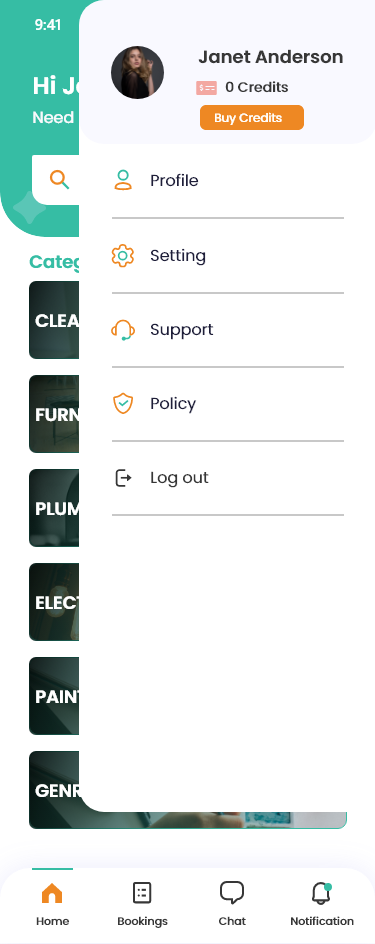 9:41
Janet Anderson
Hi Ja
0 Credits
Need
Buy Credits
Profile
Setting
Categ
Support
CLEA
Policy
FURN
Log out
PLUM
ELECT
PAINT
GENR
Home Bookings Chat Notification